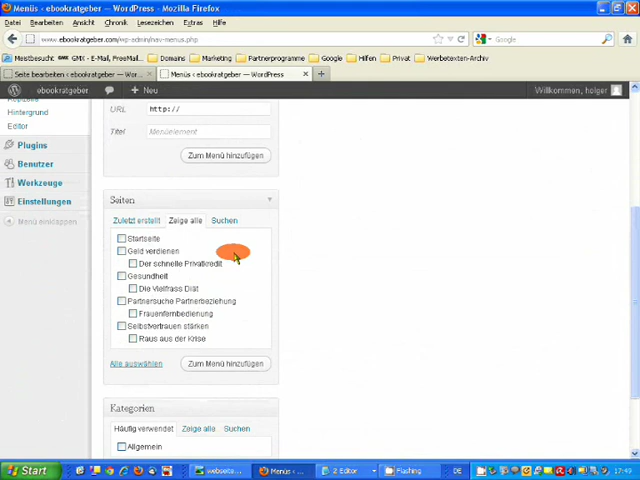 Menüs ‹ ebookratgeber — WordPress - Mozilla Firefox
Datei Bearbeiten Ansicht Chronik Lesezeichen Extras Hilfe
www.ebookratgeber.com/wp-admin/nav-menus.php
Google
Meistbesucht GMX - E-Mail, FreeMail... Domains Seiten Partnerprogramme Google Hilfen Privat Werbetexten-Archiv
Seite bearbeiten ‹ ebookratgeber — Wor...
Menüs ‹ ebookratgeber — WordPress
ebookratgeber
Neu
Willkommen, holger
Hintergrund
Editor
Plugins
Benutzer
Werkzeuge
Einstellungen
Menü einklappen
URL http://
Titel Menüelement
Zum Menü hinzufügen
Seiten
Zuletzt erstellt Zeige alle Suchen
Startseite
Geld verdienen
Der schnelle Privatkredit
Gesundheit
Die Vielfrass Diät
Partnersuche Partnerbeziehung
Frauenfernbedienung
Selbstvertrauen stärken
Raus aus der Krise
Alle auswählen
Zum Menü hinzufügen
Kategorien
Häufig verwendet Zeige alle Suchen
Allgemein
Start
webseite...
Menüs ‹ ...
2 Editor
Flashing
DE
17:49